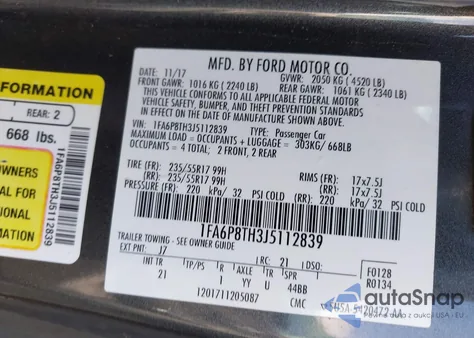 FORMATION
REAR: 2
668 lbs.
OWNERS
FOR
TIONAL
MATION
1FA6P8TH3J5112839
MFD. BY FORD MOTOR CO.
DATE: 11/17 GVWR: 2050 KG ( 4520 LB)
FRONT GAWR: 1016 KG ( 2240 LB) REAR GAWR: 1061 KG ( 2340 LB)
THIS VEHICLE CONFORMS TO ALL APPLICABLE FEDERAL MOTOR
VEHICLE SAFETY, BUMPER, AND THEFT PREVENTION STANDARDS
IN EFFECT ON THE DATE OF MANUFACTURE SHOWN ABOVE.
VIN: 1FA6P8TH3J5112839 TYPE: Passenger Car
MAXIMUM LOAD = OCCUPANTS + LUGGAGE = 303KG/ 668LB
OCCUPANTS = 4 TOTAL: 2 FRONT, 2 REAR
TIRE (FR): 235/55R17 99H RIMS (FR): 17x7.5J
(RR): 235/55R17 99H (RR): 17x7.5J
PRESSURE (FR): 220 kPa/ 32 PSI COLD (RR): 220 kPa/ 32 PSI COLD
1FA6P8TH3J5112839
TRAILER TOWING - SEE OWNER GUIDE
EXT PNT: J7 RC: 21 DSO: F0128
R0134
INT TR TP/PS R AXLE TR SPR
21 1 YY U 44BB
1201711205087 CMC
autoSnap
Vehicles from USA - EU